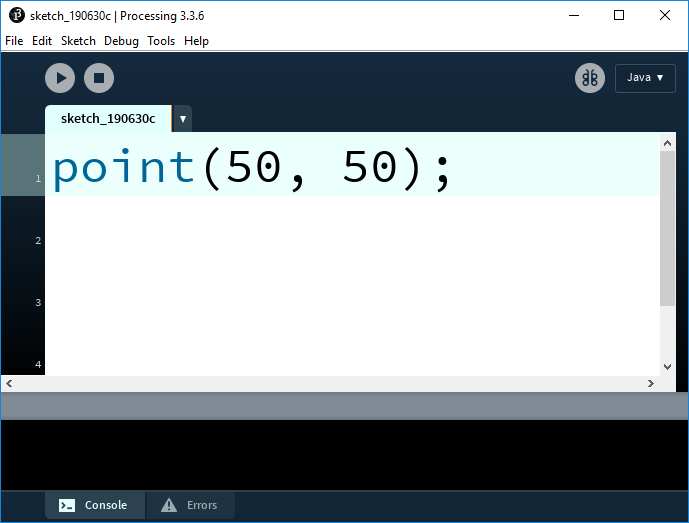 sketch_190630c | Processing 3.3.6
File Edit Sketch Debug Tools Help
Java ▼
sketch_190630c ▼
1 point(50, 50);
2
3
4
Console Errors